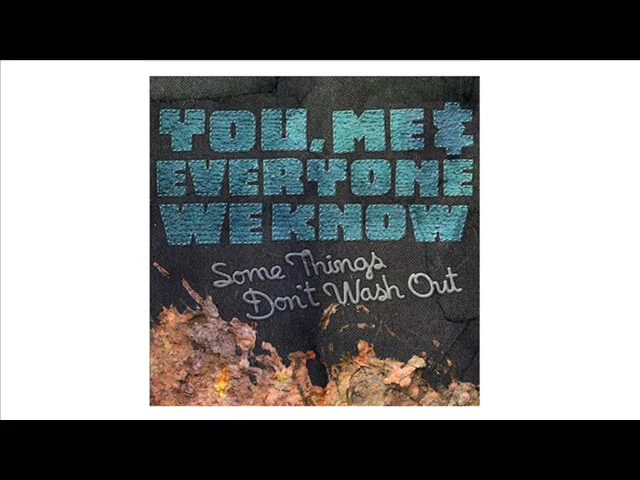 YOU, ME &
EVERYONE
WE KNOW
Some Things
Don't Wash Out